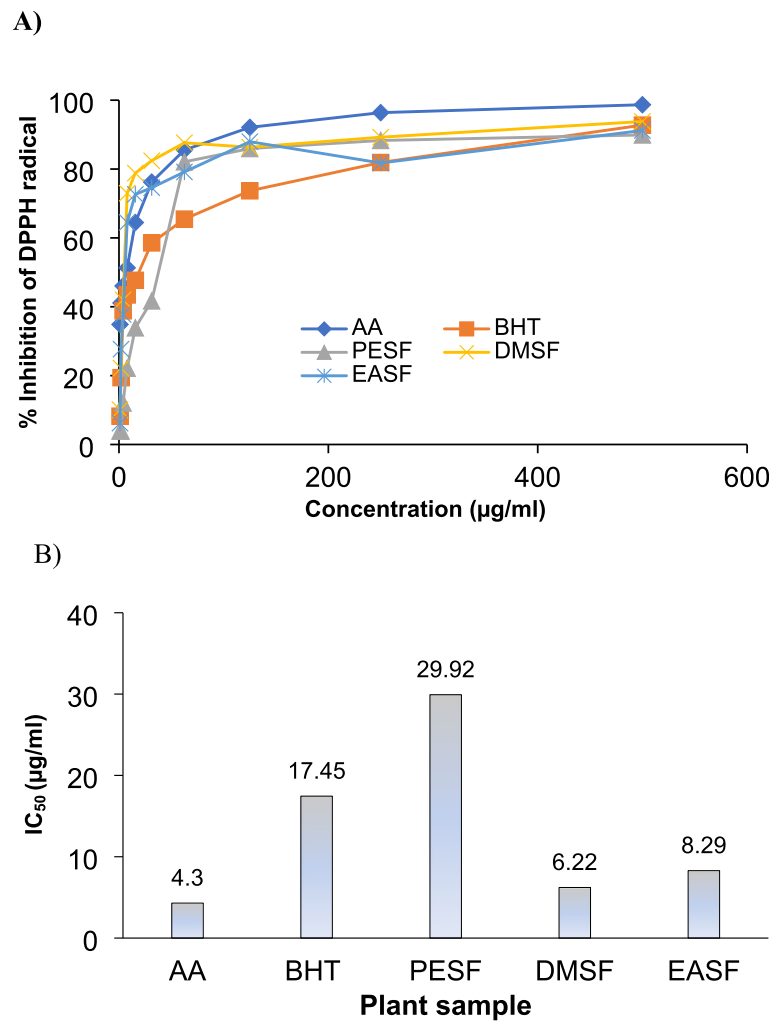 A)
100
80
60
40
20
0
% Inhibition of DPPH radical
AA BHT
PESF DMSF
EASF
0 200 400 600
Concentration (µg/ml)
B)
40
30
20
10
0
IC50 (µg/ml)
4.3 17.45 29.92 6.22 8.29
AA BHT PESF DMSF EASF
Plant sample